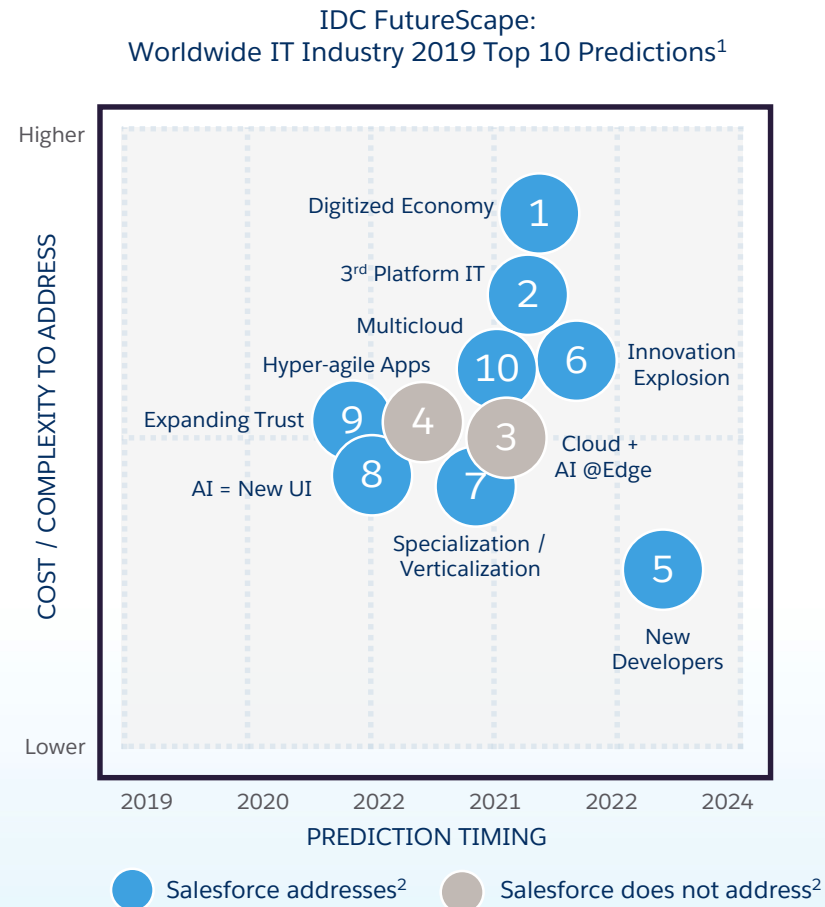 IDC FutureScape:
Worldwide IT Industry 2019 Top 10 Predictions¹
Higher
COST / COMPLEXITY TO ADDRESS
Lower
Digitized Economy
1
3ʳᵈ Platform IT
2
Multicloud
10
6
Innovation
Explosion
Hyper-agile Apps
Expanding Trust
9
4
3
Cloud +
AI @Edge
AI = New UI
8
7
Specialization /
Verticalization
5
New
Developers
2019 2020 2022 2021 2022 2024
PREDICTION TIMING
Salesforce addresses² Salesforce does not address²